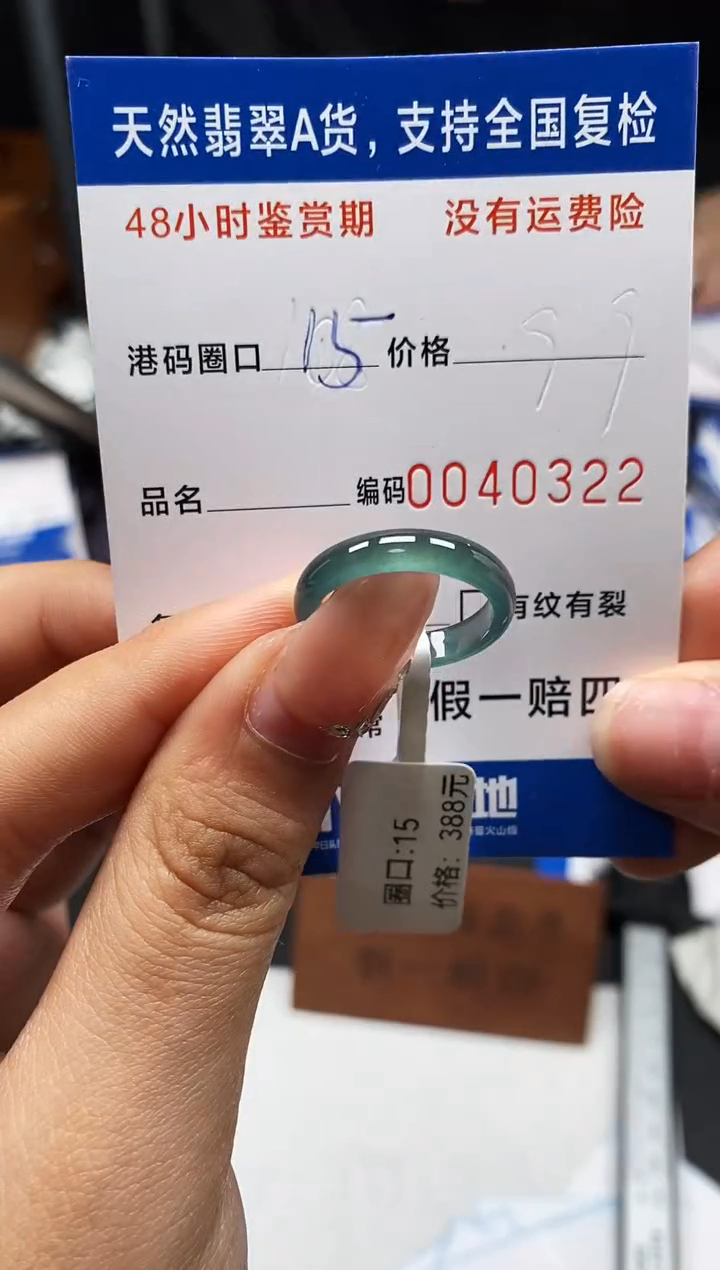 天然翡翠A货，支持全国复检
48小时鉴赏期 没有运费险
港码圈口 15 价格
品名 编码0040322
有纹有裂
假一赔四
地
圈口:15
价格: 388元